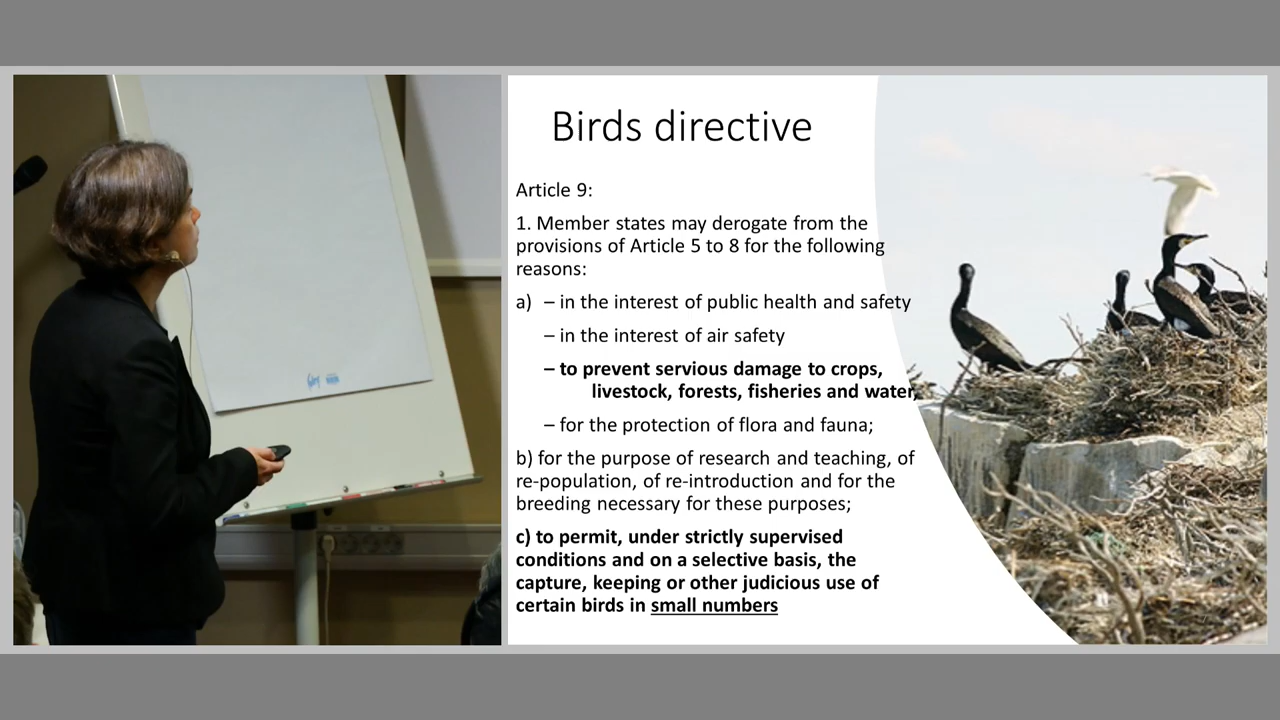 Birds directive
Article 9:
1. Member states may derogate from the
provisions of Article 5 to 8 for the following
reasons:
a) – in the interest of public health and safety
– in the interest of air safety
– to prevent servious damage to crops,
livestock, forests, fisheries and water,
– for the protection of flora and fauna;
b) for the purpose of research and teaching, of
re-population, of re-introduction and for the
breeding necessary for these purposes;
c) to permit, under strictly supervised
conditions and on a selective basis, the
capture, keeping or other judicious use of
certain birds in small numbers